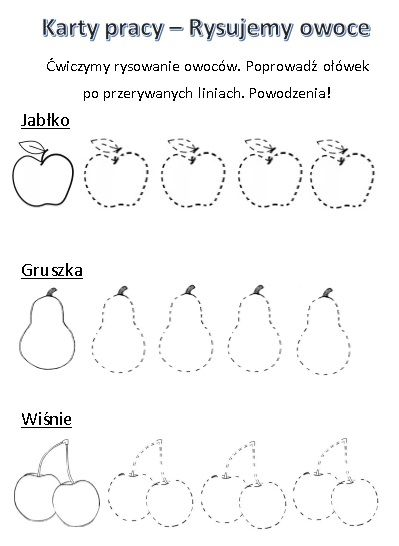 Karty pracy – Rysujemy owoce
Ćwiczymy rysowanie owoców. Poprowadź ołówek
po przerywanych liniach. Powodzenia!
Jabłko
Gruszka
Wiśnie